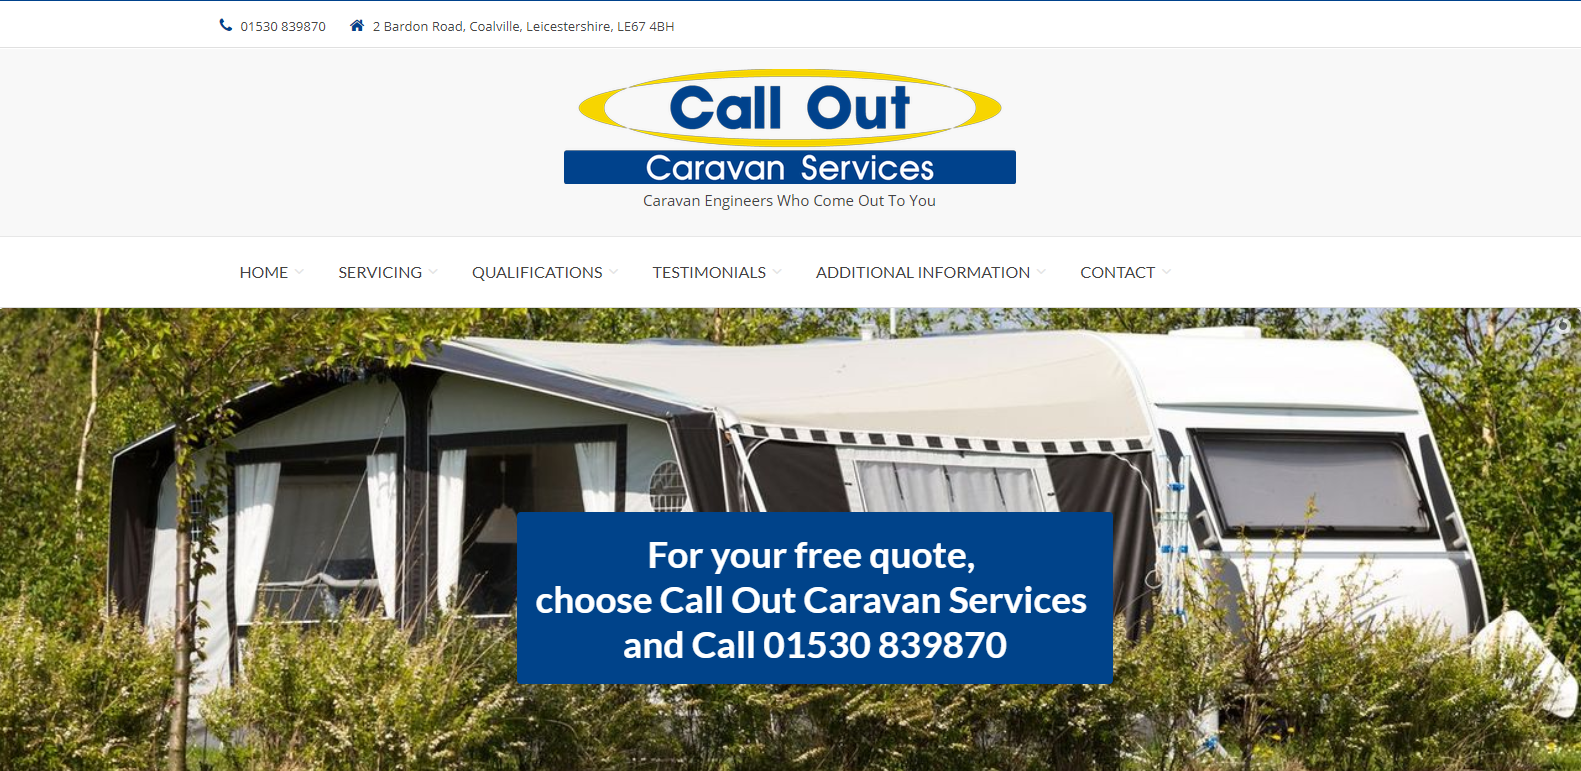 01530 839870 2 Bardon Road, Coalville, Leicestershire, LE67 4BH
Call Out
Caravan Services
Caravan Engineers Who Come Out To You
HOME SERVICING QUALIFICATIONS TESTIMONIALS ADDITIONAL INFORMATION CONTACT
For your free quote,
choose Call Out Caravan Services
and Call 01530 839870